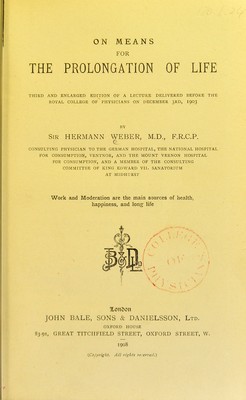 ON MEANS
FOR
THE PROLONGATION OF LIFE
THIRD AND ENLARGED EDITION OF A LECTURE DELIVERED BEFORE THE
ROYAL COLLEGE OF PHYSICIANS ON DECEMBER 3RD, 1903
BY
SIR HERMANN WEBER, M.D., F.R.C.P.
CONSULTING PHYSICIAN TO THE GERMAN HOSPITAL, THE NATIONAL HOSPITAL
FOR CONSUMPTION, VENTNOR, AND THE MOUNT VERNON HOSPITAL
FOR CONSUMPTION, AND A MEMBER OF THE CONSULTING
COMMITTEE OF KING EDWARD VII. SANATORIUM
AT MIDHURST
Work and Moderation are the main sources of health,
happiness, and long life
B & D
LTD
COLLEGE
PHYSICIANS
London
JOHN BALE, SONS & DANIELSSON, LTD.
OXFORD HOUSE
83-91, GREAT TITCHFIELD STREET, OXFORD STREET, W.
1908
(Copyright. All rights reserved)